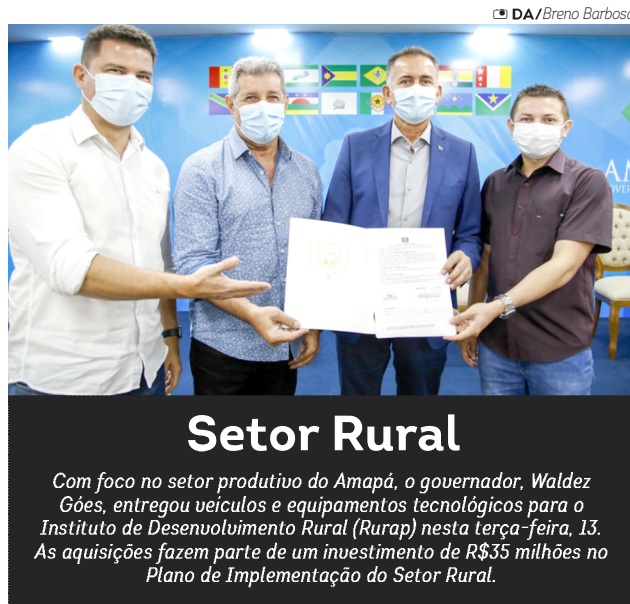 DA/Breno Barbosa
AM
GOVER
Setor Rural
Com foco no setor produtivo do Amapá, o governador, Waldez
Góes, entregou veículos e equipamentos tecnológicos para o
Instituto de Desenvolvimento Rural (Rurap) nesta terça-feira, 13.
As aquisições fazem parte de um investimento de R$35 milhões no
Plano de Implementação do Setor Rural.